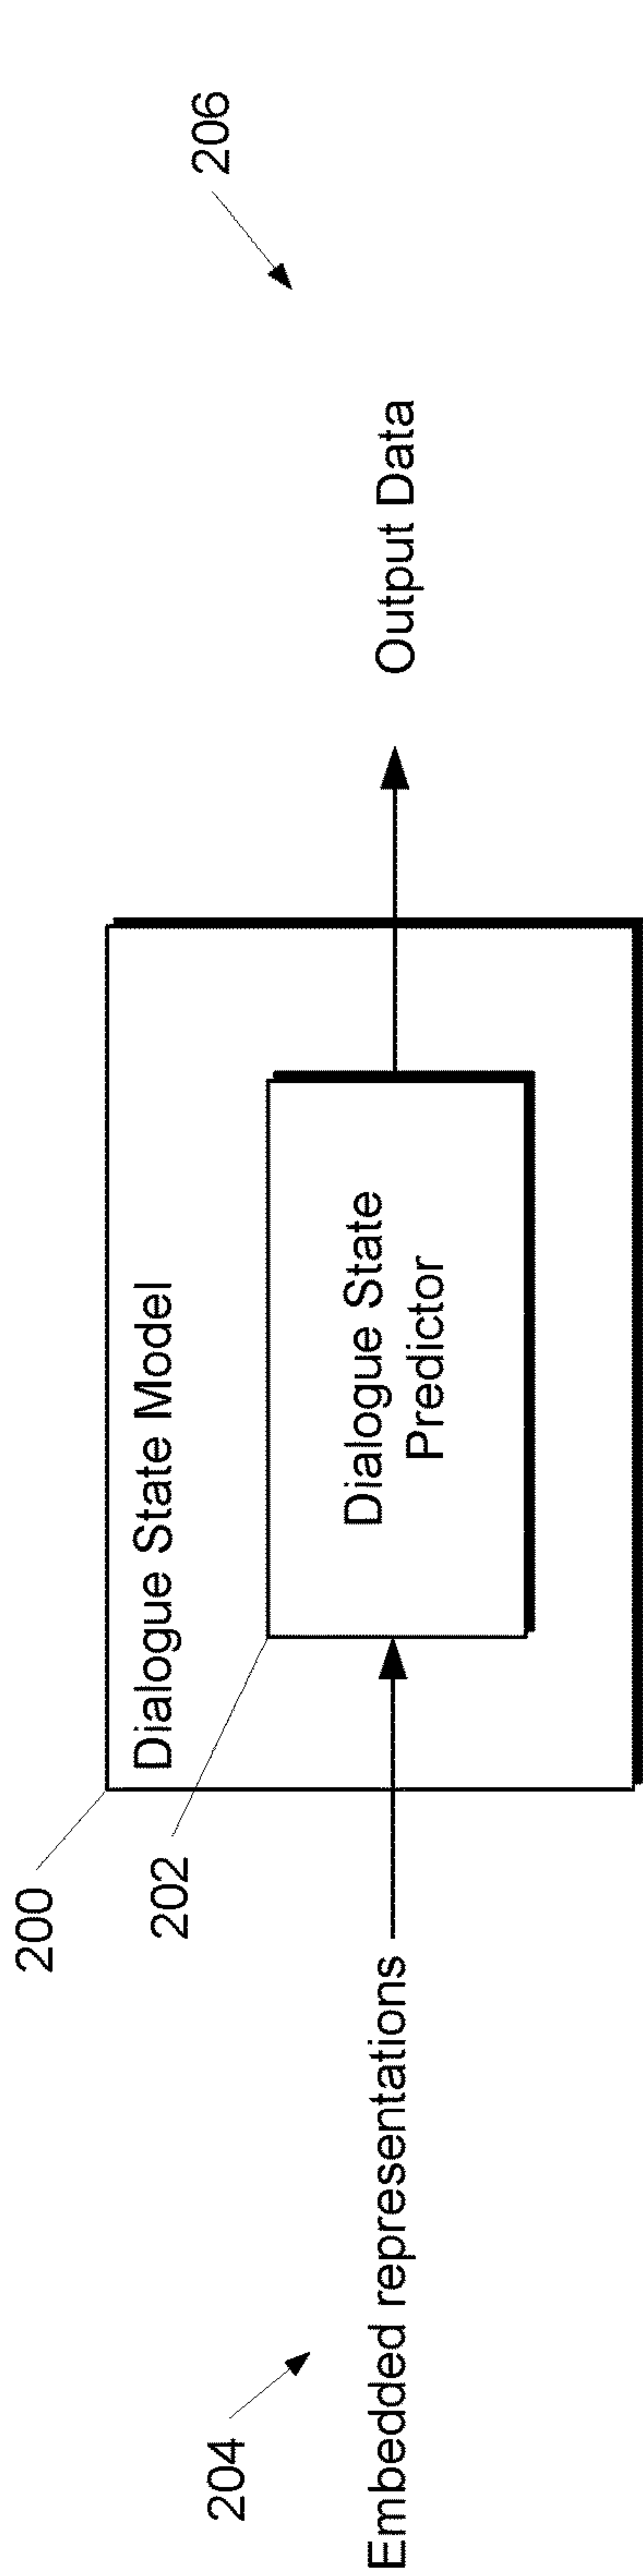 200
Dialogue State Model
202
Dialogue State
Predictor
204
Embedded representations
206
Output Data